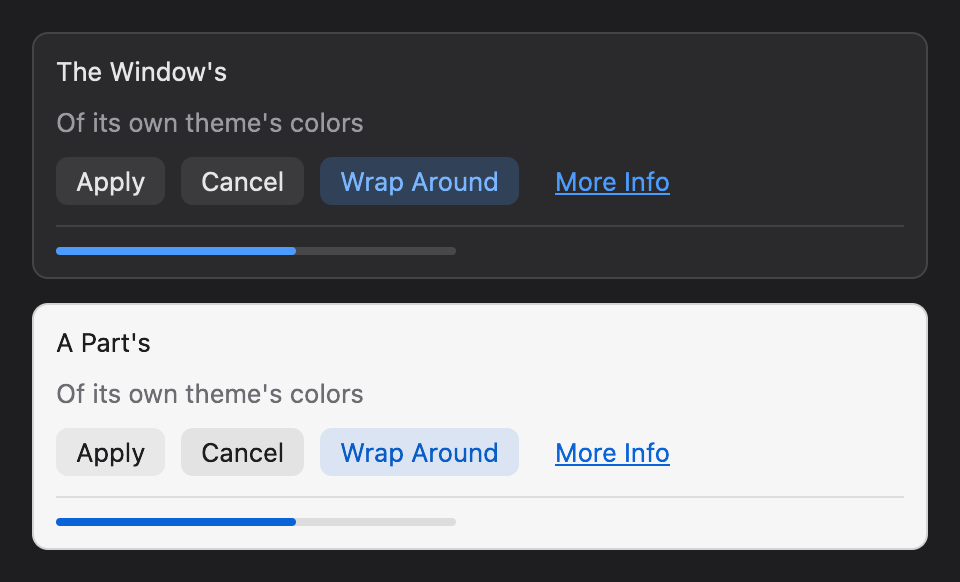 The Window's
Of its own theme's colors
Apply Cancel Wrap Around More Info
A Part's
Of its own theme's colors
Apply Cancel Wrap Around More Info